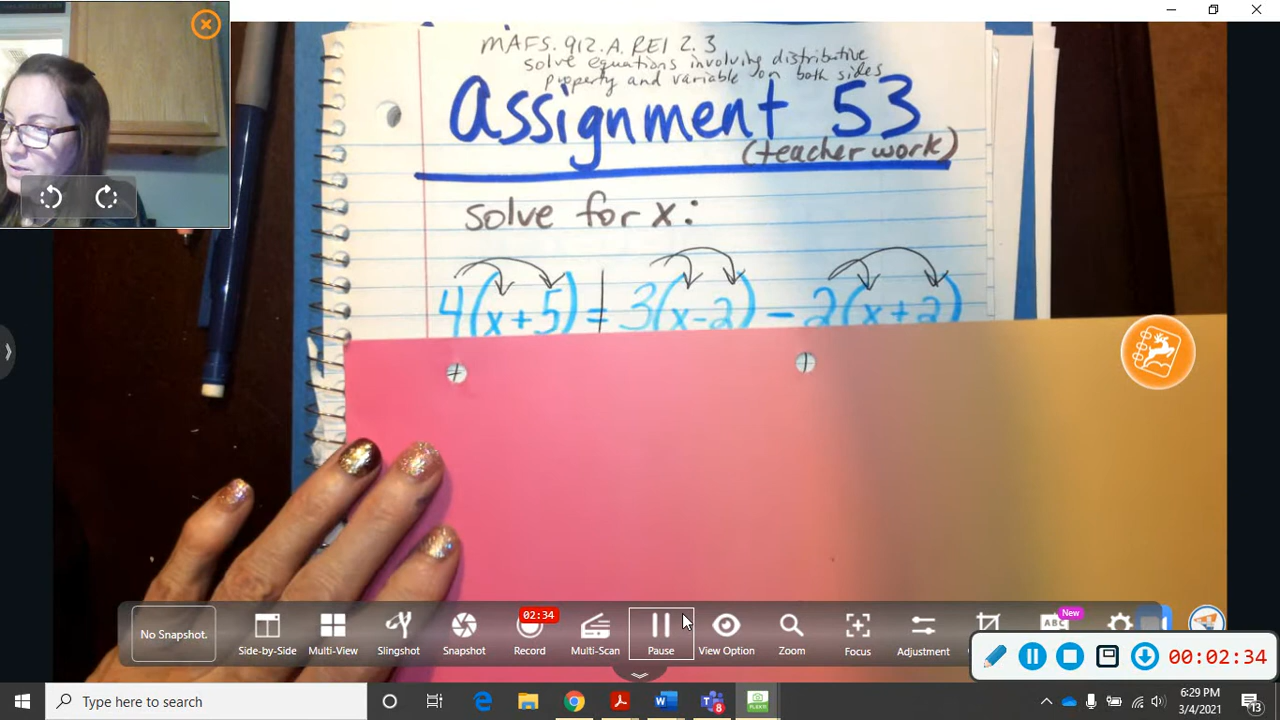 MAFS.912.A.REI 2.3
solve equations involving distributive
property and variable on both sides
Assignment 53
(teacher work)
solve for x:
4(x+5) = 3(x-2) - 2(x+2)
02:34
New
ABC
No Snapshot.
Side-by-Side
Multi-View
Slingshot
Snapshot
Record
Multi-Scan
Pause
View Option
Zoom
Focus
Adjustment
00:02:34
Type here to search
8
6:29 PM
3/4/2021
13